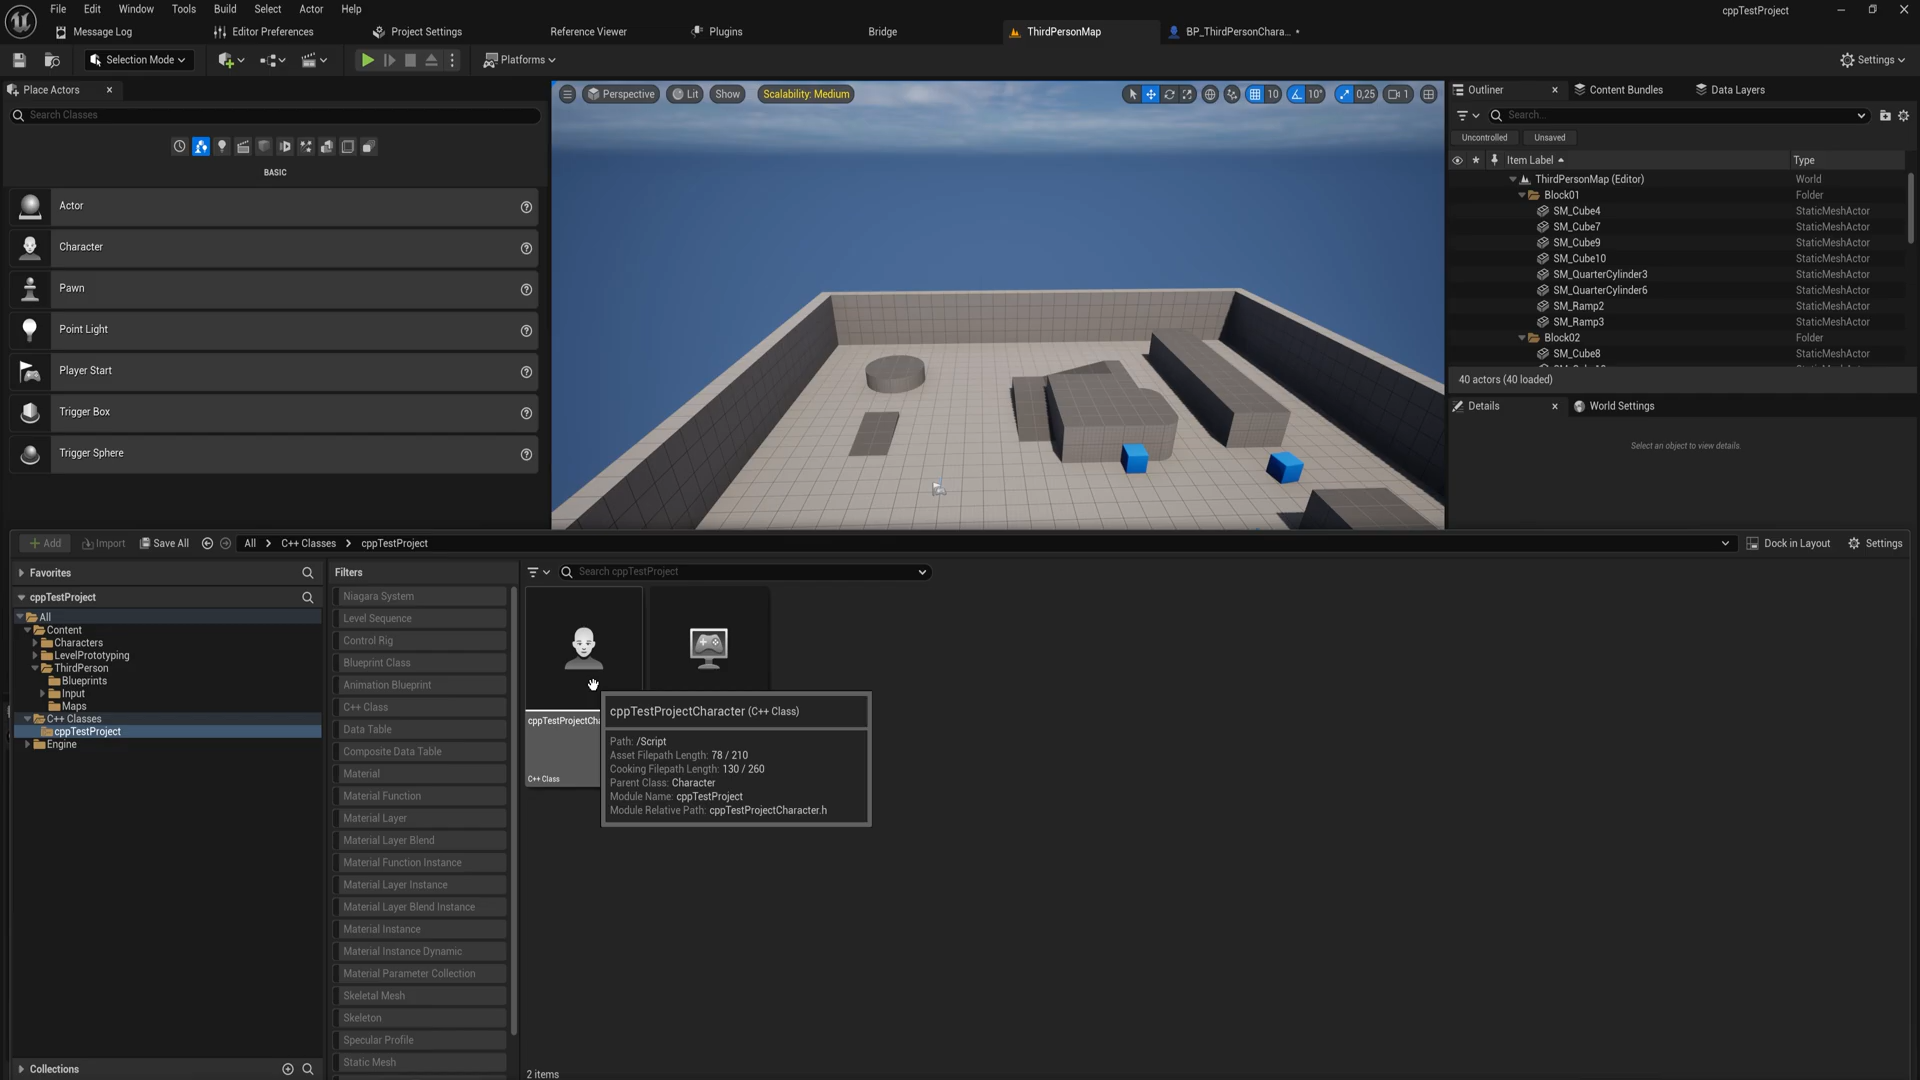 File Edit Window Tools Build Select Actor Help
cppTestProject
Message Log
Editor Preferences
Project Settings
Reference Viewer
Plugins
Bridge
ThirdPersonMap
BP_ThirdPersonChara... •
Selection Mode
Platforms
Settings
Place Actors
Search Classes
BASIC
Actor
Character
Pawn
Point Light
Player Start
Trigger Box
Trigger Sphere
Perspective
Lit
Show
Scalability: Medium
10
10°
0,25
1
Outliner
Content Bundles
Data Layers
Search...
Uncontrolled
Unsaved
Item Label
Type
ThirdPersonMap (Editor) World
Block01 Folder
SM_Cube4 StaticMeshActor
SM_Cube7 StaticMeshActor
SM_Cube9 StaticMeshActor
SM_Cube10 StaticMeshActor
SM_QuarterCylinder3 StaticMeshActor
SM_QuarterCylinder6 StaticMeshActor
SM_Ramp2 StaticMeshActor
SM_Ramp3 StaticMeshActor
Block02 Folder
SM_Cube8 StaticMeshActor
40 actors (40 loaded)
Details
World Settings
Select an object to view details.
Add
Import
Save All
All > C++ Classes > cppTestProject
Dock in Layout
Settings
Favorites
cppTestProject
All
Content
Characters
LevelPrototyping
ThirdPerson
Blueprints
Input
Maps
C++ Classes
cppTestProject
Engine
Collections
Filters
Niagara System
Level Sequence
Control Rig
Blueprint Class
Animation Blueprint
C++ Class
Data Table
Composite Data Table
Material
Material Function
Material Layer
Material Layer Blend
Material Function Instance
Material Layer Instance
Material Layer Blend Instance
Material Instance
Material Instance Dynamic
Material Parameter Collection
Skeletal Mesh
Skeleton
Specular Profile
Static Mesh
Search cppTestProject
cppTestProjectCha
C++ Class
cppTestProjectCharacter (C++ Class)
Path: /Script
Asset Filepath Length: 78 / 210
Cooking Filepath Length: 130 / 260
Parent Class: Character
Module Name: cppTestProject
Module Relative Path: cppTestProjectCharacter.h
2 items